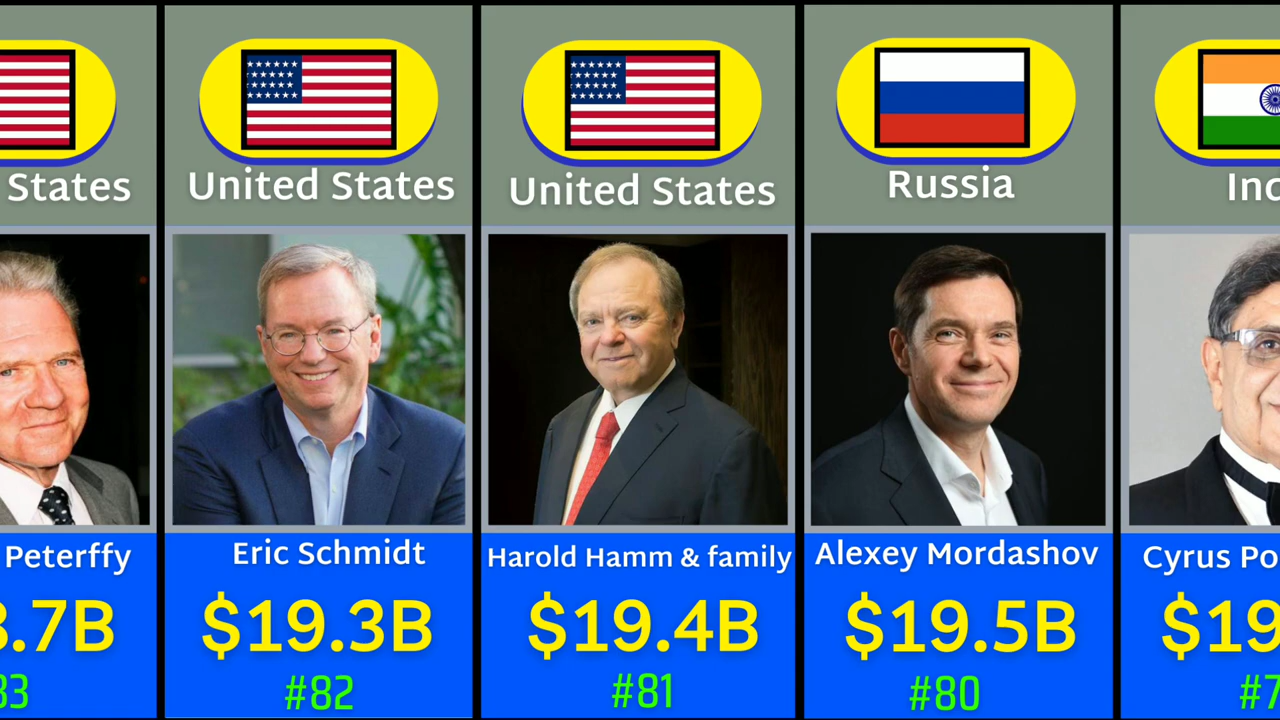 States
United States
United States
Russia
Peterffy
Eric Schmidt
Harold Hamm & family
Alexey Mordashov
Cyrus
$19.3B
$19.4B
$19.5B
#82
#81
#80